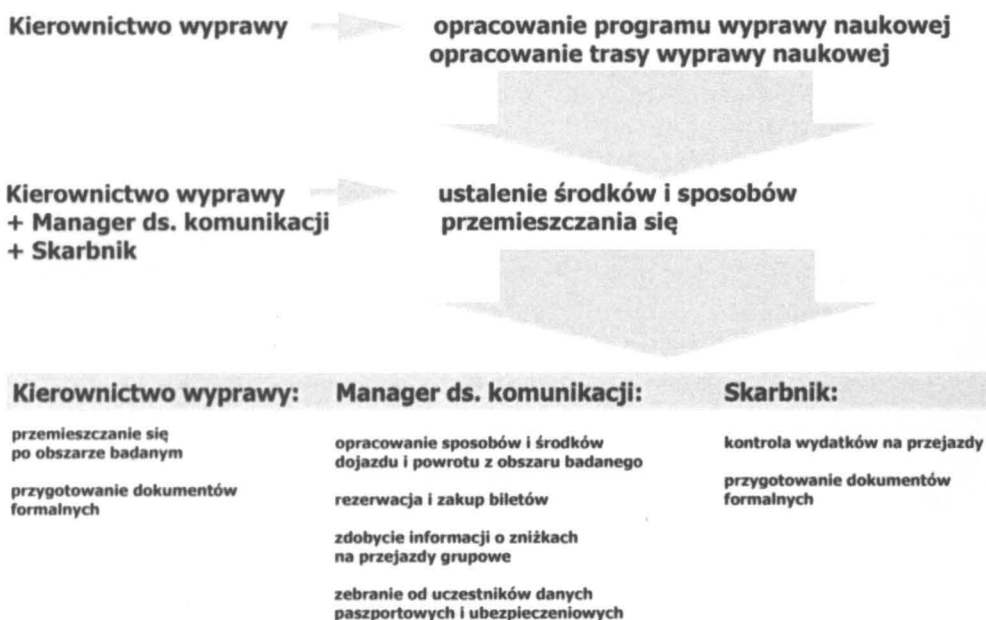 Kierownictwo wyprawy
opracowanie programu wyprawy naukowej
opracowanie trasy wyprawy naukowej
Kierownictwo wyprawy
+ Manager ds. komunikacji
+ Skarbnik
ustalenie środków i sposobów
przemieszczania się
Kierownictwo wyprawy:
przemieszczanie się
po obszarze badanym
przygotowanie dokumentów
formalnych
Manager ds. komunikacji:
opracowanie sposobów i środków
dojazdu i powrotu z obszaru badanego
rezerwacja i zakup biletów
zdobycie informacji o zniżkach
na przejazdy grupowe
zebranie od uczestników danych
paszportowych i ubezpieczeniowych
Skarbnik:
kontrola wydatków na przejazdy
przygotowanie dokumentów
formalnych